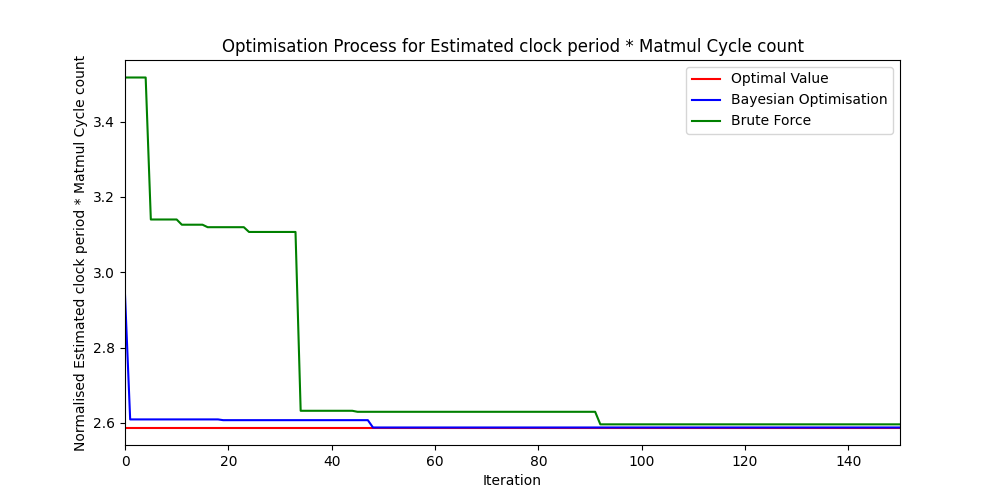 Optimisation Process for Estimated clock period * Matmul Cycle count
Normalised Estimated clock period * Matmul Cycle count
3.4
3.2
3.0
2.8
2.6
Optimal Value
Bayesian Optimisation
Brute Force
0 20 40 60 80 100 120 140
Iteration